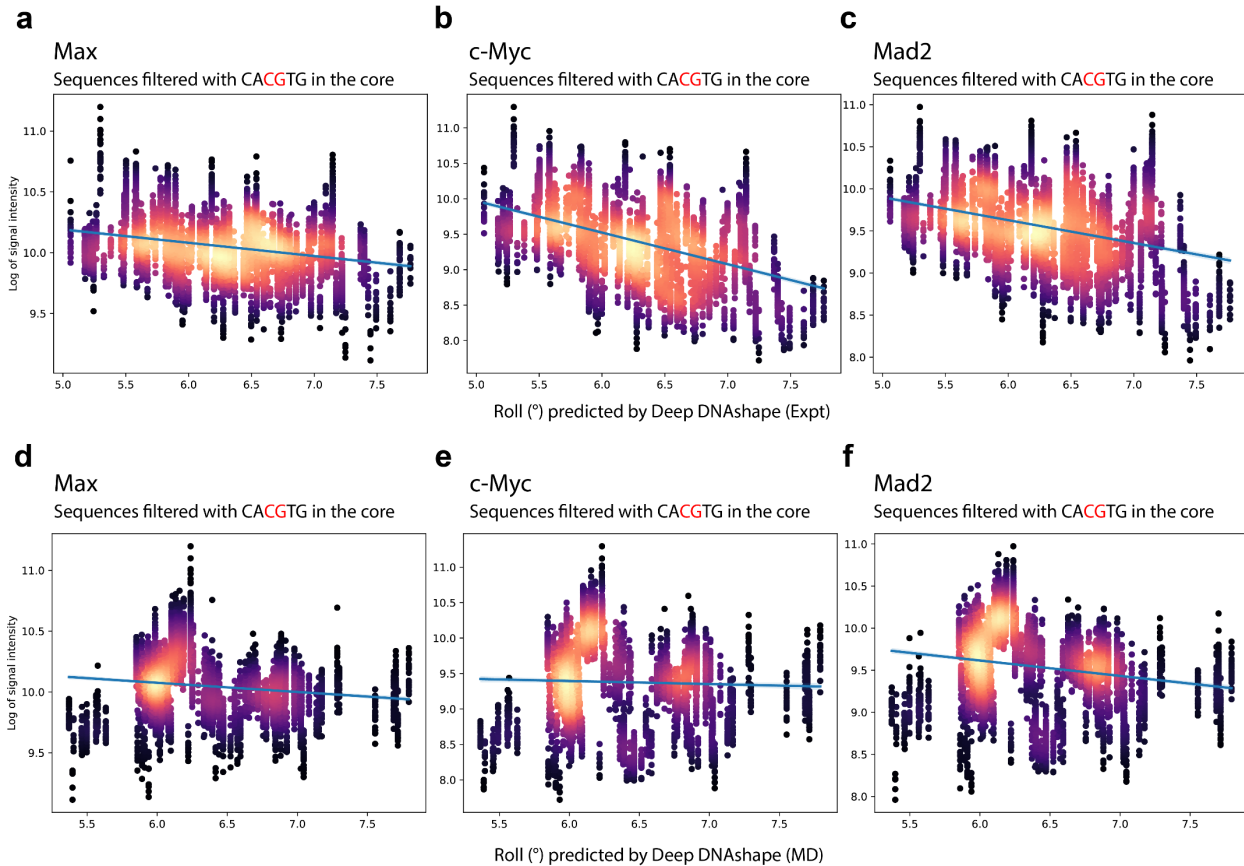 a
Max
Sequences filtered with CACGTG in the core
Log of signal intensity
11.0
10.5
10.0
9.5
5.0 5.5 6.0 6.5 7.0 7.5
b
c-Myc
Sequences filtered with CACGTG in the core
11.0
10.5
10.0
9.5
9.0
8.5
8.0
5.0 5.5 6.0 6.5 7.0 7.5
c
Mad2
Sequences filtered with CACGTG in the core
11.0
10.5
10.0
9.5
9.0
8.5
8.0
5.0 5.5 6.0 6.5 7.0 7.5
Roll (°) predicted by Deep DNAshape (Expt)
d
Max
Sequences filtered with CACGTG in the core
Log of signal intensity
11.0
10.5
10.0
9.5
5.5 6.0 6.5 7.0 7.5
e
c-Myc
Sequences filtered with CACGTG in the core
11.0
10.5
10.0
9.5
9.0
8.5
8.0
5.5 6.0 6.5 7.0 7.5
f
Mad2
Sequences filtered with CACGTG in the core
11.0
10.5
10.0
9.5
9.0
8.5
8.0
5.5 6.0 6.5 7.0 7.5
Roll (°) predicted by Deep DNAshape (MD)